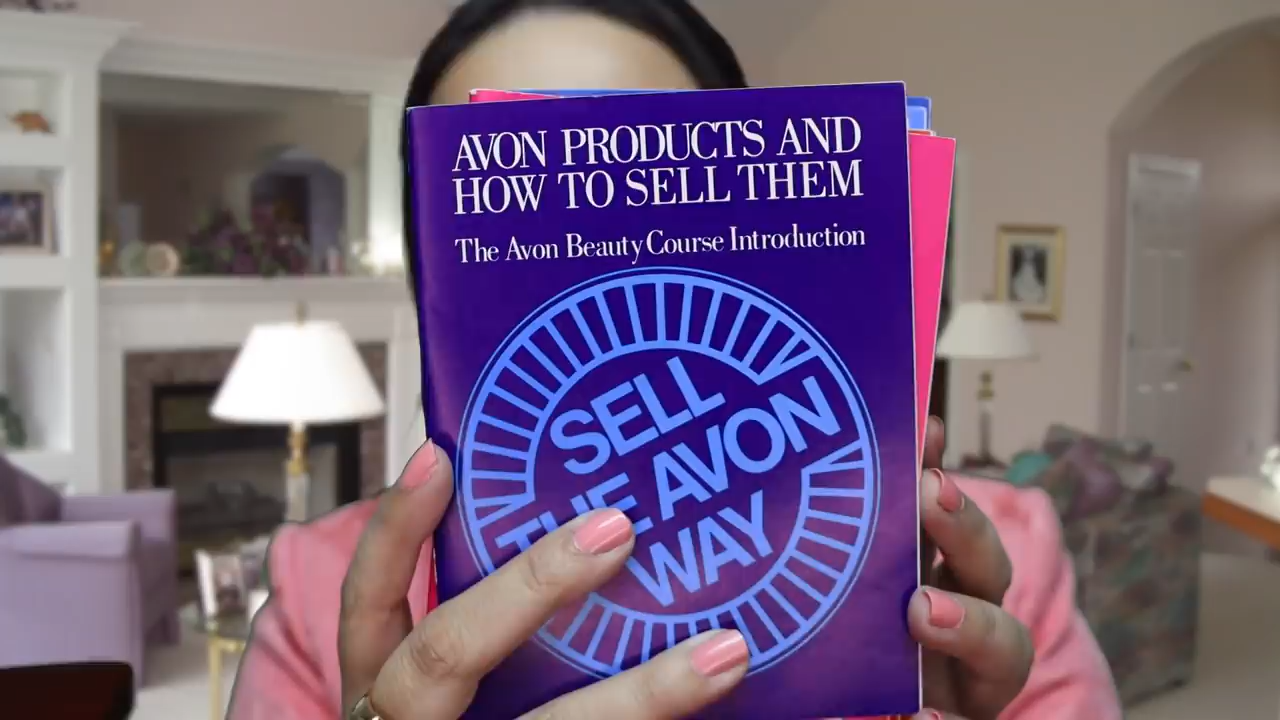 AVON PRODUCTS AND
HOW TO SELL THEM
The Avon Beauty Course Introduction
SELL
THE AVON
WAY